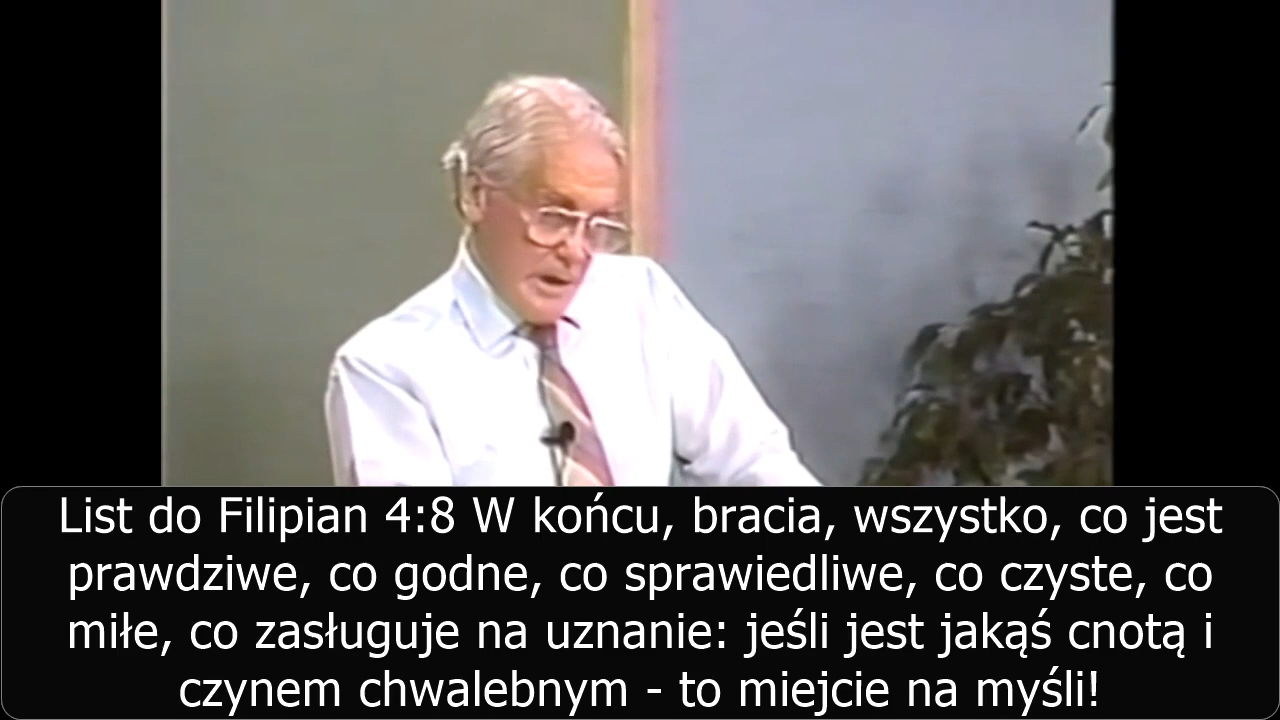 List do Filipian 4:8 W końcu, bracia, wszystko, co jest
prawdziwe, co godne, co sprawiedliwe, co czyste, co
miłe, co zasługuje na uznanie: jeśli jest jakąś cnotą i
czynem chwalebnym - to miejcie na myśli!